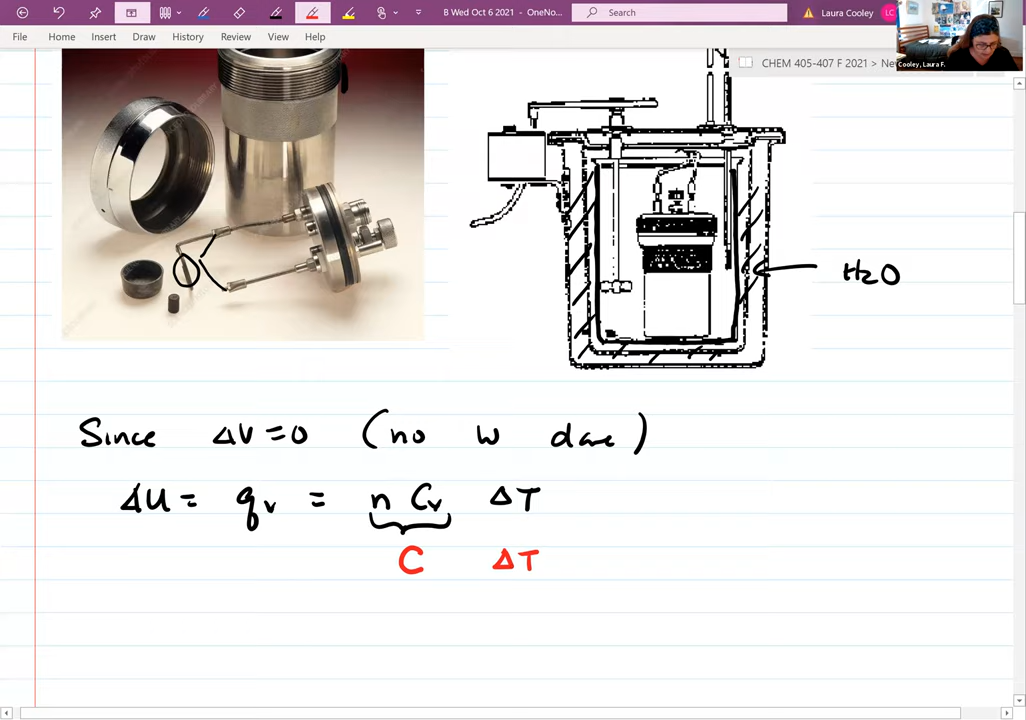 B Wed Oct 6 2021 - OneNo...
Search
Laura Cooley
LC
File Home Insert Draw History Review View Help
Cooley, Laura F.
CHEM 405-407 F 2021 > Ne
H2O
Since ΔV=0 (no w done)
ΔU = qv = n Cv ΔT
C ΔT